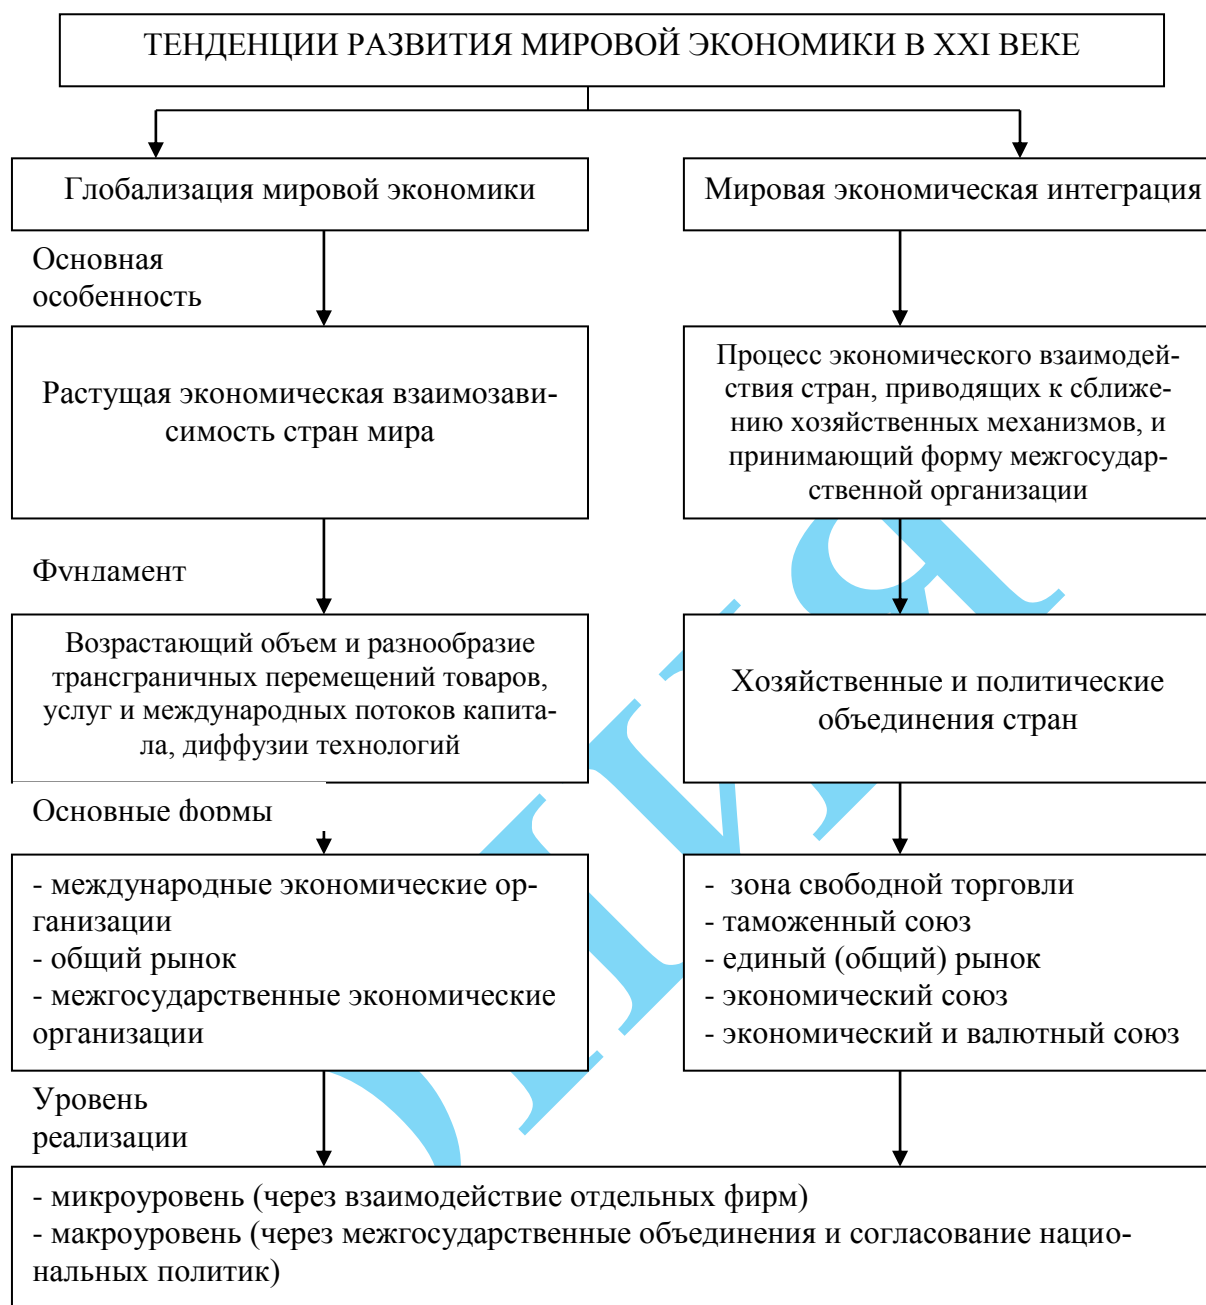 ТЕНДЕНЦИИ РАЗВИТИЯ МИРОВОЙ ЭКОНОМИКИ В XXI ВЕКЕ
Глобализация мировой экономики
Мировая экономическая интеграция
Основная
особенность
Растущая экономическая взаимозави-
симость стран мира
Процесс экономического взаимодей-
ствия стран, приводящих к сближе-
нию хозяйственных механизмов, и
принимающий форму межгосудар-
ственной организации
Фундамент
Возрастающий объем и разнообразие
трансграничных перемещений товаров,
услуг и международных потоков капита-
ла, диффузии технологий
Хозяйственные и политические
объединения стран
Основные формы
- международные экономические ор-
ганизации
- общий рынок
- межгосударственные экономические
организации
- зона свободной торговли
- таможенный союз
- единый (общий) рынок
- экономический союз
- экономический и валютный союз
Уровень
реализации
- микроуровень (через взаимодействие отдельных фирм)
- макроуровень (через межгосударственные объединения и согласование нацио-
нальных политик)